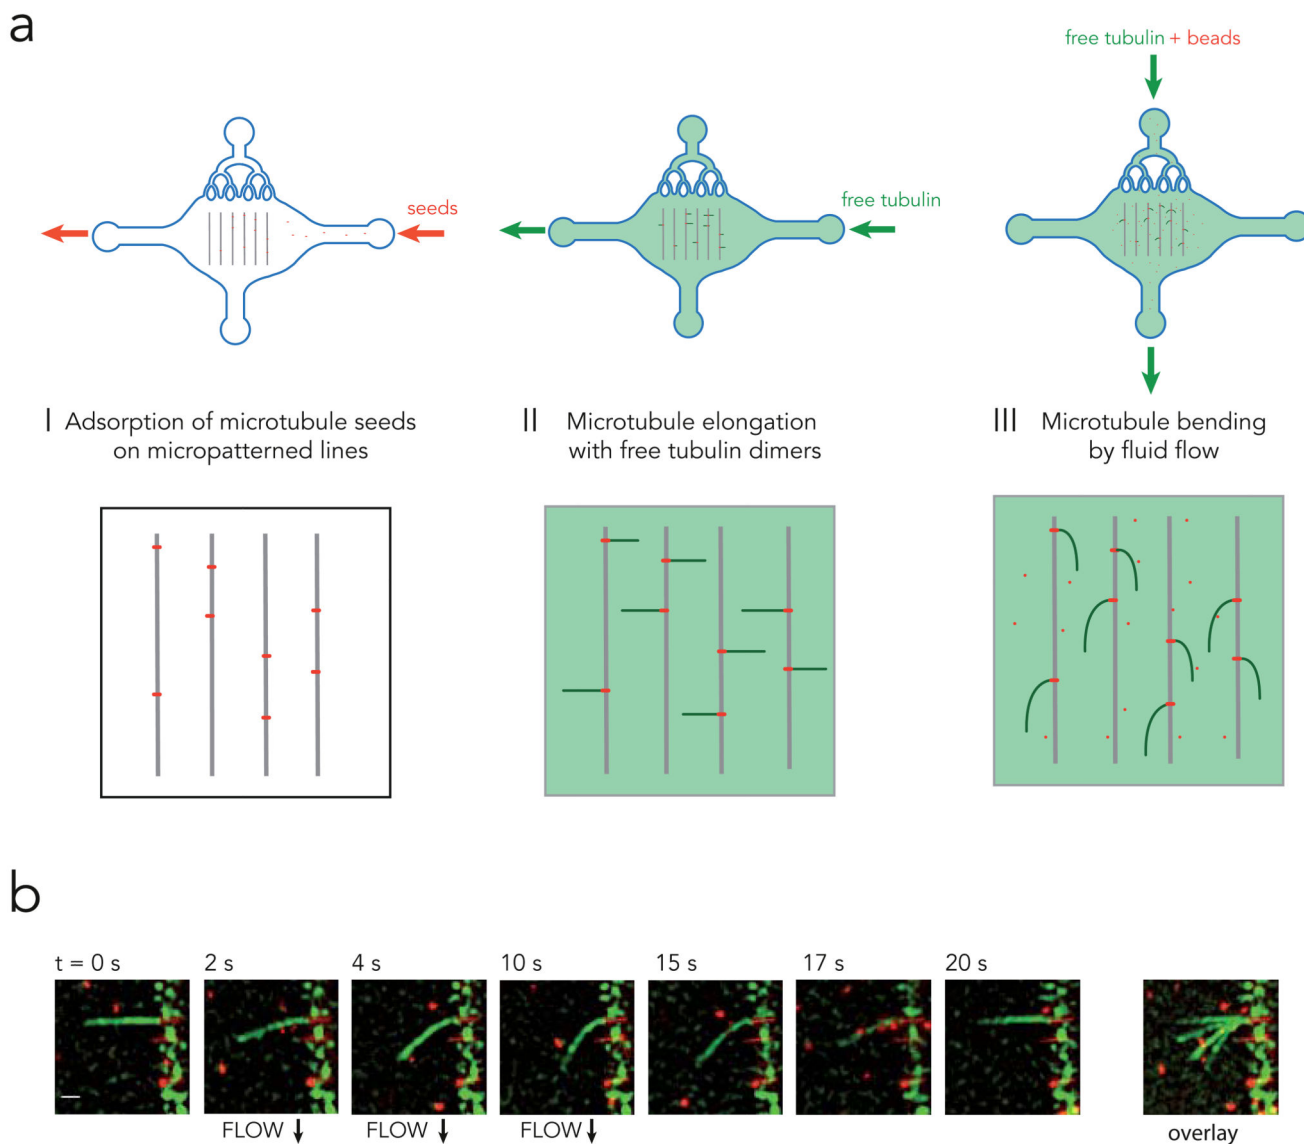 a
free tubulin + beads
seeds
free tubulin
I Adsorption of microtubule seeds
on micropatterned lines
II Microtubule elongation
with free tubulin dimers
III Microtubule bending
by fluid flow
b
t = 0 s
2 s
4 s
10 s
15 s
17 s
20 s
FLOW
FLOW
FLOW
overlay